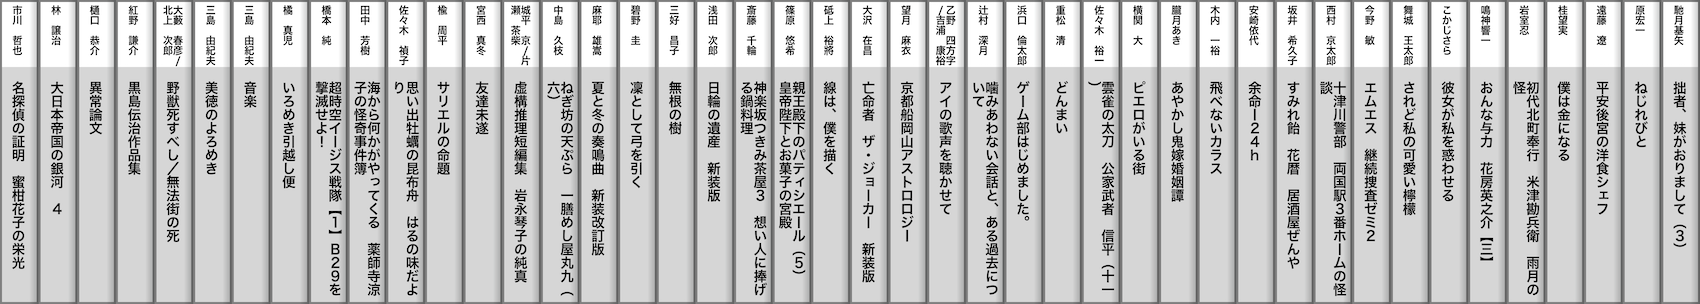 馳月基矢
拙者、妹がおりまして（３）
原宏一
ねじれびと
遠藤 遼
平安後宮の洋食シェフ
桂望実
僕は金になる
岩室忍
初代北町奉行　米津勘兵衛　雨月の
怪
鳴神響一
おんな与力　花房英之介【三】
こかじさら
彼女が私を惑わせる
舞城 王太郎
されど私の可愛い檸檬
今野 敏
エムエス　継続捜査ゼミ２
西村 京太郎
十津川警部　両国駅３番ホームの怪
談
坂井 希久子
すみれ飴　花暦　居酒屋ぜんや
安崎依代
余命一２４ｈ
木内 一裕
飛べないカラス
朧月あき
あやかし鬼嫁婚姻譚
横関 大
ピエロがいる街
佐々木 裕一
雲雀の太刀　公家武者　信平（十一
）
重松 清
どんまい
浜口 倫太郎
ゲーム部はじめました。
辻村 深月
噛みあわない会話と、ある過去につ
いて
乙野 四方字
/吉浦 康裕
アイの歌声を聴かせて
望月 麻衣
京都船岡山アストロロジー
大沢 在昌
亡命者　ザ・ジョーカー　新装版
砥上 裕將
線は、僕を描く
篠原 悠希
親王殿下のパティシエール（５）
皇帝陛下とお菓子の宮殿
斎藤 千輪
神楽坂つきみ茶屋３　想い人に捧げ
る鍋料理
浅田 次郎
日輪の遺産　新装版
三好 昌子
無根の樹
碧野 圭
凜として弓を引く
麻耶 雄嵩
夏と冬の奏鳴曲　新装改訂版
中島 久枝
ねぎ坊の天ぷら　一膳めし屋丸九（
六）
城平 京/片
瀬 茶柴
虚構推理短編集　岩永琴子の純真
宮西 真冬
友達未遂
楡 周平
サリエルの命題
佐々木 禎子
思い出牡蠣の昆布舟　はるの味だよ
り
田中 芳樹
海から何かがやってくる　薬師寺涼
子の怪奇事件簿
橋本 純
超時空イージス戦隊【１】Ｂ２９を
撃滅せよ！
橘 真児
いろめき引越し便
三島 由紀夫
音楽
三島 由紀夫
美徳のよろめき
大藪 春彦/
北上 次郎
野獣死すべし／無法街の死
紅野 謙介
黒島伝治作品集
樋口 恭介
異常論文
林 譲治
大日本帝国の銀河　４
市川 哲也
名探偵の証明　蜜柑花子の栄光